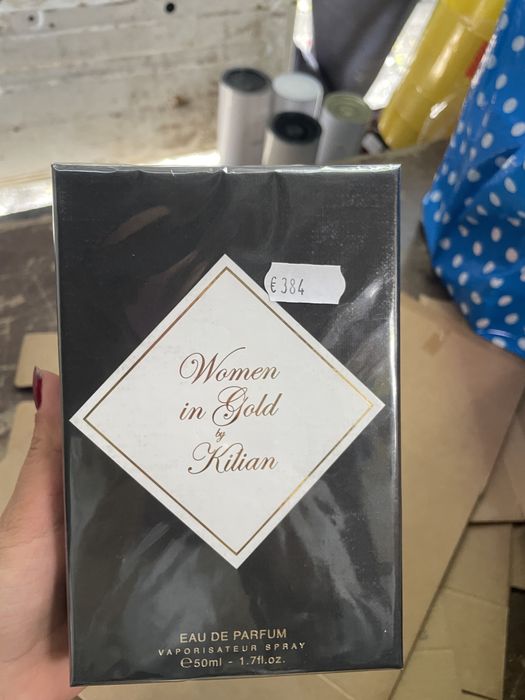 €384
Women
in Gold
by
Kilian
EAU DE PARFUM
VAPORISATEUR SPRAY
℮50ml - 1.7fl.oz.